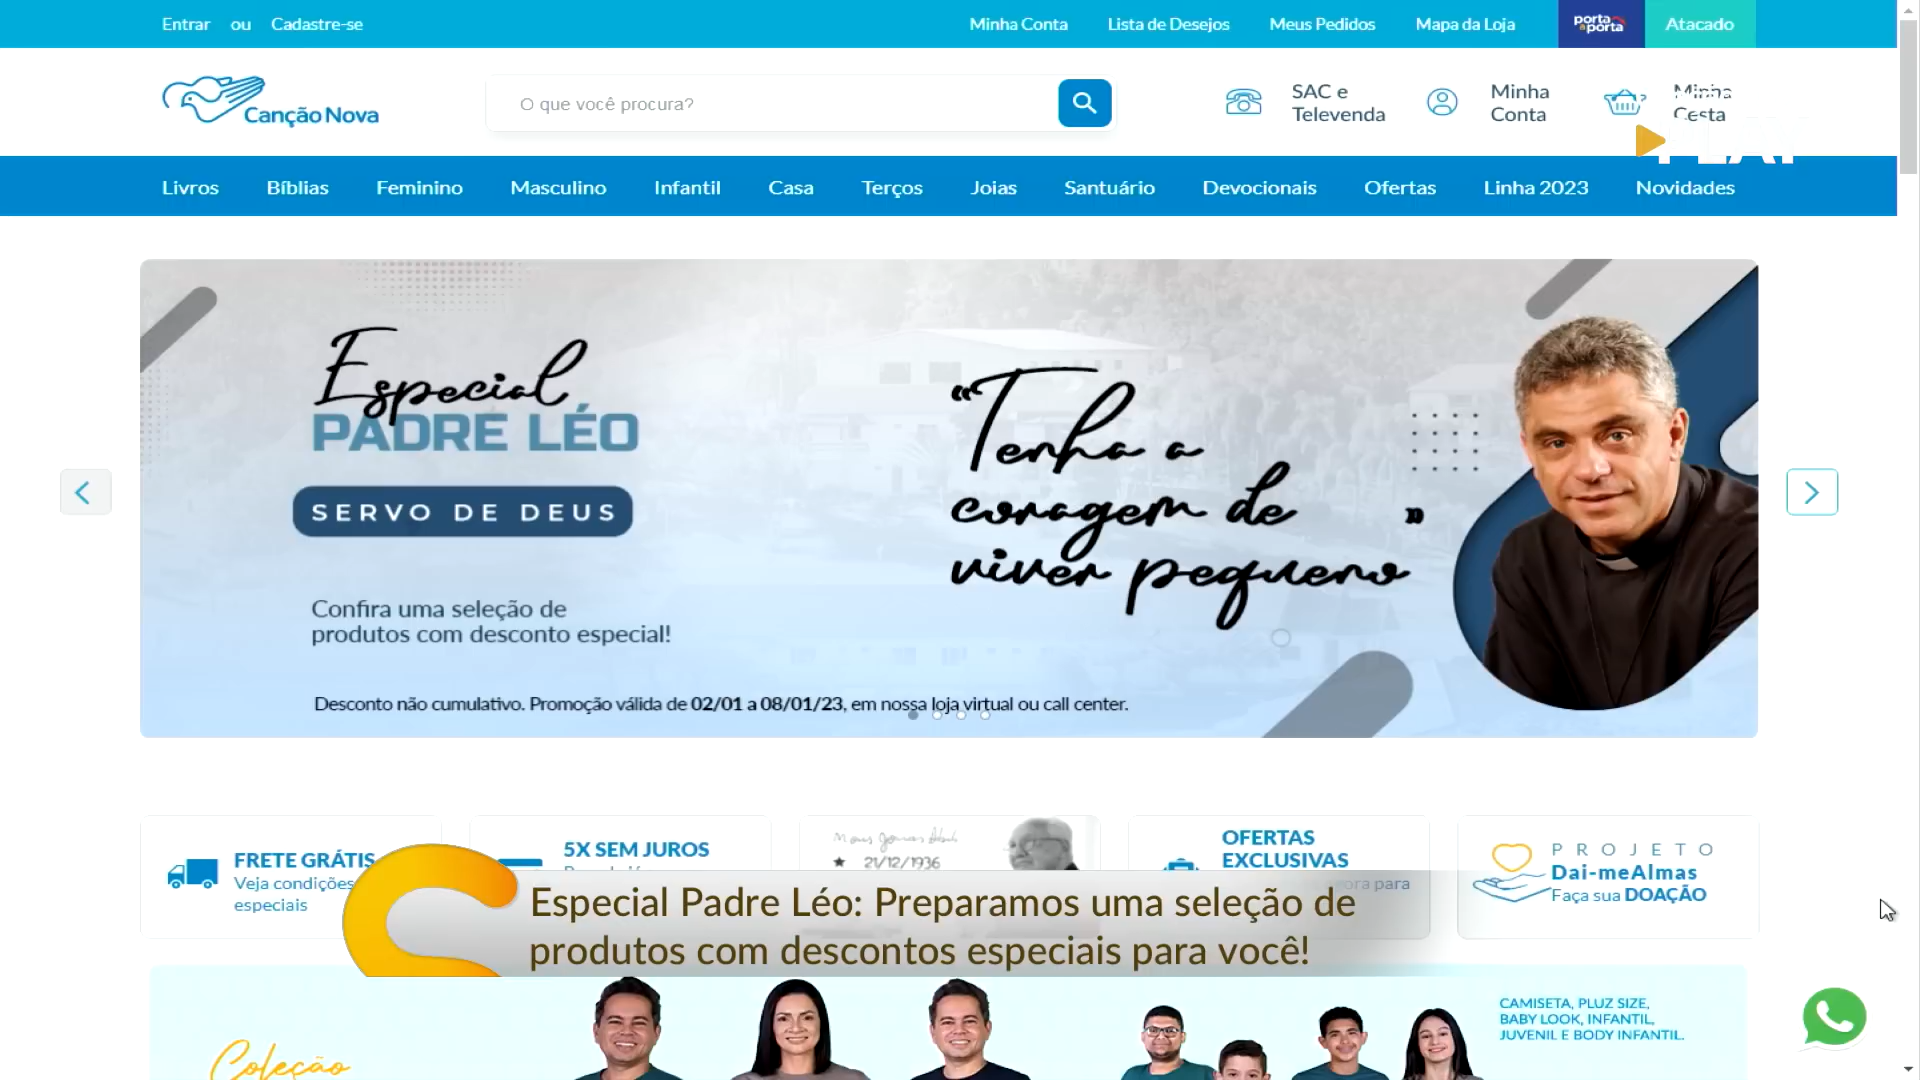 Entrar ou Cadastre-se
Minha Conta
Lista de Desejos
Meus Pedidos
Mapa da Loja
porta a porta
Atacado
Canção Nova
O que você procura?
SAC e
Televenda
Minha
Conta
Minha
Cesta
PLAY
Livros
Bíblias
Feminino
Masculino
Infantil
Casa
Terços
Joias
Santuário
Devocionais
Ofertas
Linha 2023
Novidades
Especial
PADRE LÉO
SERVO DE DEUS
Confira uma seleção de
produtos com desconto especial!
Desconto não cumulativo. Promoção válida de 02/01 a 08/01/23, em nossa loja virtual ou call center.
“Tenha a
coragem de
viver pequeno”
FRETE GRÁTIS
Veja condições
especiais
5X SEM JUROS
21/12/1936
OFERTAS
EXCLUSIVAS
para
PROJETO
Dai-meAlmas
Faça sua DOAÇÃO
Especial Padre Léo: Preparamos uma seleção de
produtos com descontos especiais para você!
Coleção
CAMISETA, PLUZ SIZE,
BABY LOOK, INFANTIL,
JUVENIL E BODY INFANTIL.